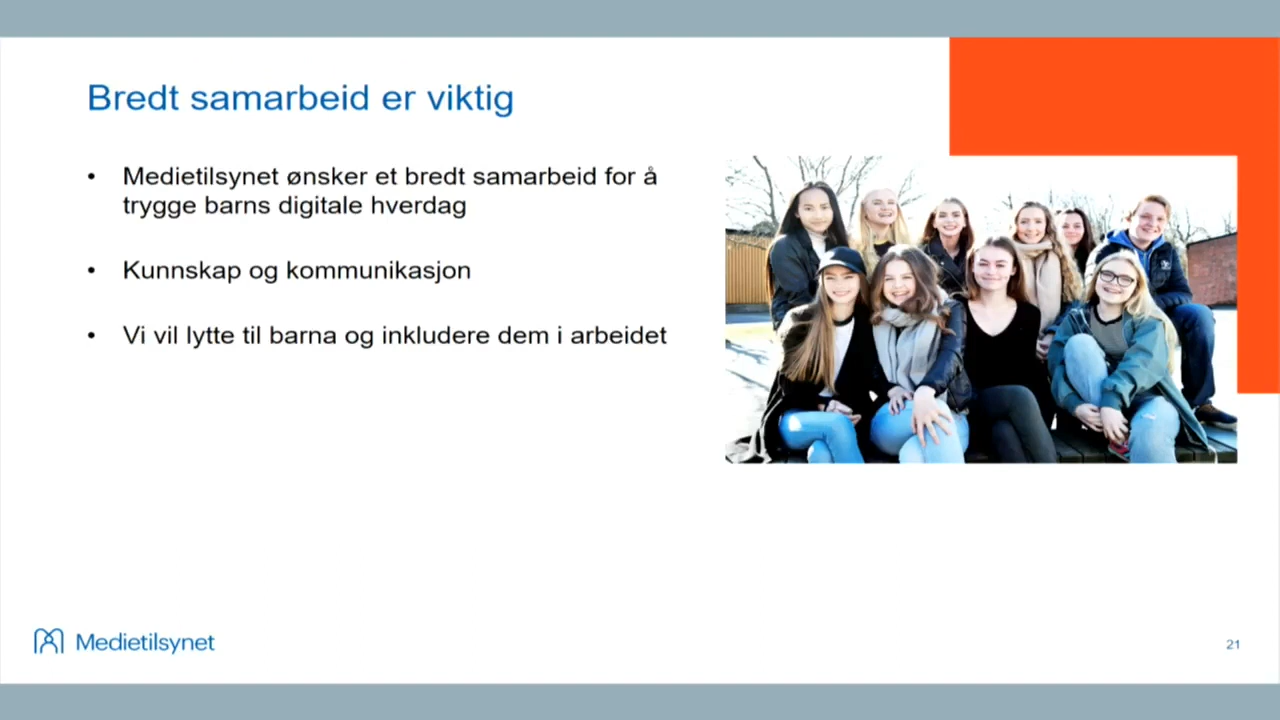 Bredt samarbeid er viktig
• Medietilsynet ønsker et bredt samarbeid for å
trygge barns digitale hverdag
• Kunnskap og kommunikasjon
• Vi vil lytte til barna og inkludere dem i arbeidet
Medietilsynet
21